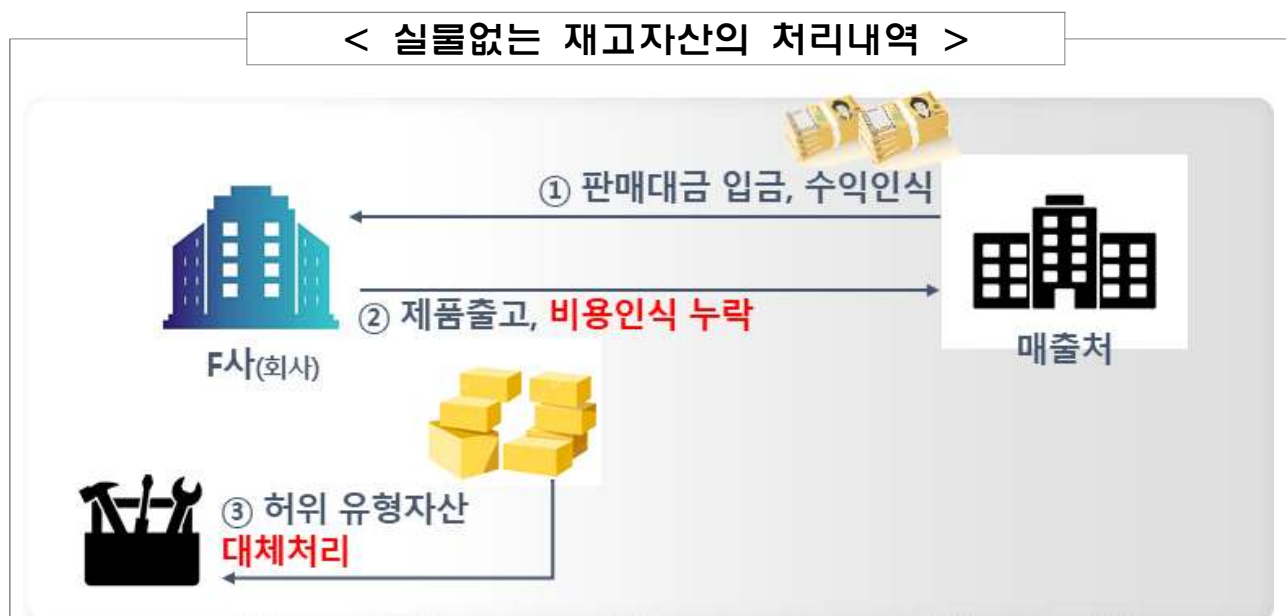 < 실물없는 재고자산의 처리내역 >
① 판매대금 입금, 수익인식
② 제품출고, 비용인식 누락
F사(회사)
매출처
③ 허위 유형자산
대체처리